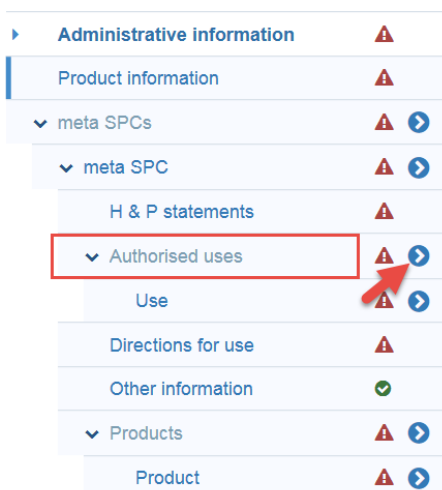 Administrative information
Product information
meta SPCs
meta SPC
H & P statements
Authorised uses
Use
Directions for use
Other information
Products
Product